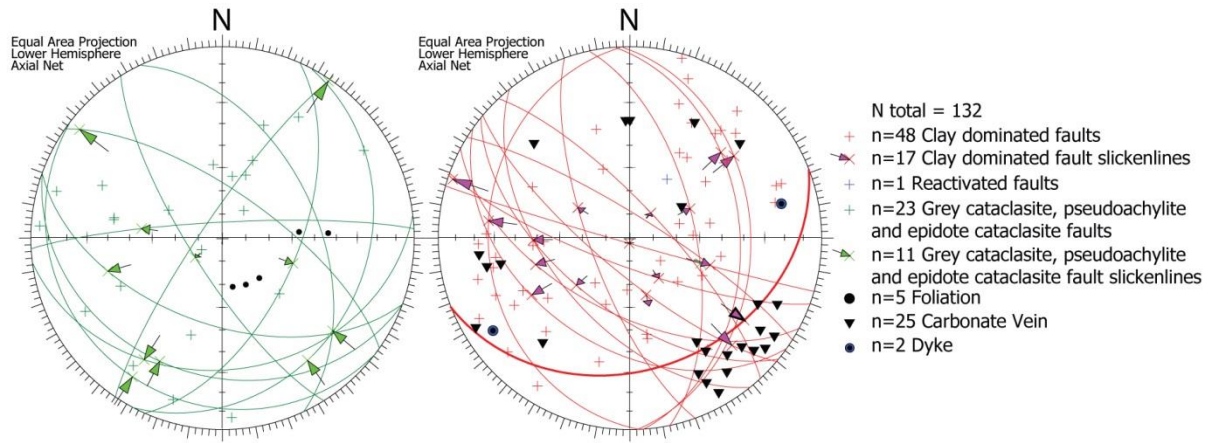 N
Equal Area Projection
Lower Hemisphere
Axial Net
N
Equal Area Projection
Lower Hemisphere
Axial Net
N total = 132
n=48 Clay dominated faults
n=17 Clay dominated fault slickenlines
n=1 Reactivated faults
n=23 Grey cataclasite, pseudoachylite
and epidote cataclasite faults
n=11 Grey cataclasite, pseudoachylite
and epidote cataclasite fault slickenlines
n=5 Foliation
n=25 Carbonate Vein
n=2 Dyke